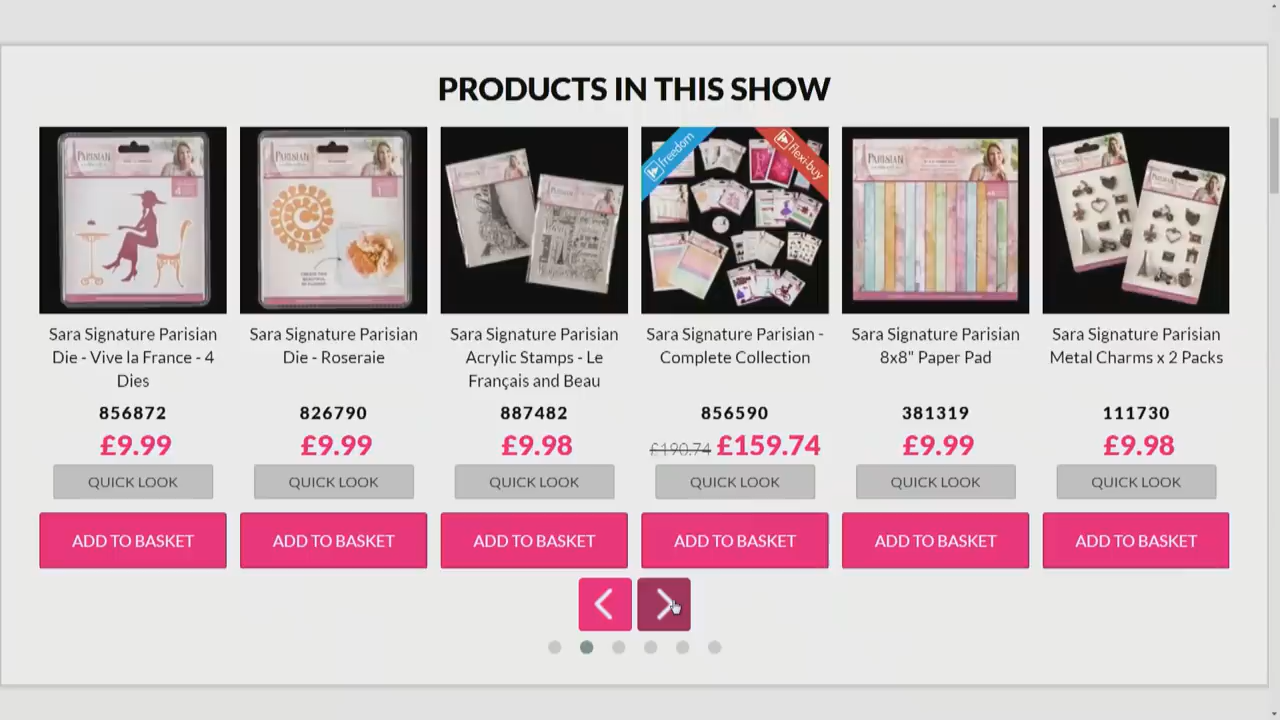 PRODUCTS IN THIS SHOW
PARISIAN
PARISIAN
freedom
flexi-buy
PARISIAN
Sara Signature Parisian
Die - Vive la France - 4
Dies
Sara Signature Parisian
Die - Roseraie
Sara Signature Parisian
Acrylic Stamps - Le
Français and Beau
Sara Signature Parisian -
Complete Collection
Sara Signature Parisian
8x8" Paper Pad
Sara Signature Parisian
Metal Charms x 2 Packs
856872
826790
887482
856590
381319
111730
£9.99
£9.99
£9.98
£190.74 £159.74
£9.99
£9.98
QUICK LOOK
QUICK LOOK
QUICK LOOK
QUICK LOOK
QUICK LOOK
QUICK LOOK
ADD TO BASKET
ADD TO BASKET
ADD TO BASKET
ADD TO BASKET
ADD TO BASKET
ADD TO BASKET